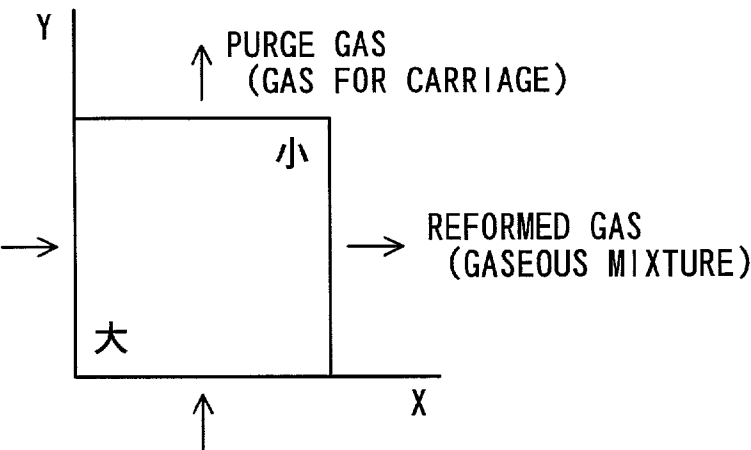 Y
PURGE GAS
(GAS FOR CARRIAGE)
小
REFORMED GAS
(GASEOUS MIXTURE)
大
X